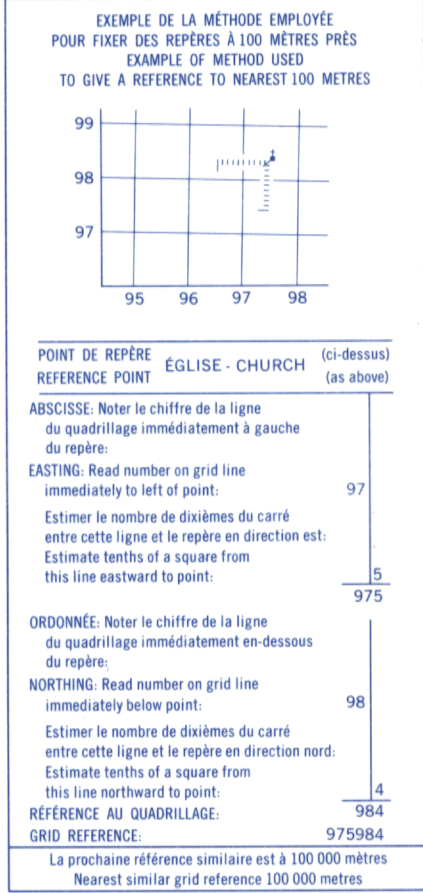 EXEMPLE DE LA MÉTHODE EMPLOYÉE
POUR FIXER DES REPÈRES À 100 MÈTRES PRÈS
EXAMPLE OF METHOD USED
TO GIVE A REFERENCE TO NEAREST 100 METRES
99
98
97
95 96 97 98
POINT DE REPÈRE
REFERENCE POINT
ÉGLISE - CHURCH
(ci-dessus)
(as above)
ABSCISSE: Noter le chiffre de la ligne
du quadrillage immédiatement à gauche
du repère:
EASTING: Read number on grid line
immediately to left of point: 97
Estimer le nombre de dixièmes du carré
entre cette ligne et le repère en direction est:
Estimate tenths of a square from
this line eastward to point: 5
975
ORDONNÉE: Noter le chiffre de la ligne
du quadrillage immédiatement en-dessous
du repère:
NORTHING: Read number on grid line
immediately below point: 98
Estimer le nombre de dixièmes du carré
entre cette ligne et le repère en direction nord:
Estimate tenths of a square from
this line northward to point: 4
RÉFÉRENCE AU QUADRILLAGE: 984
GRID REFERENCE: 975984
La prochaine référence similaire est à 100 000 mètres
Nearest similar grid reference 100 000 metres